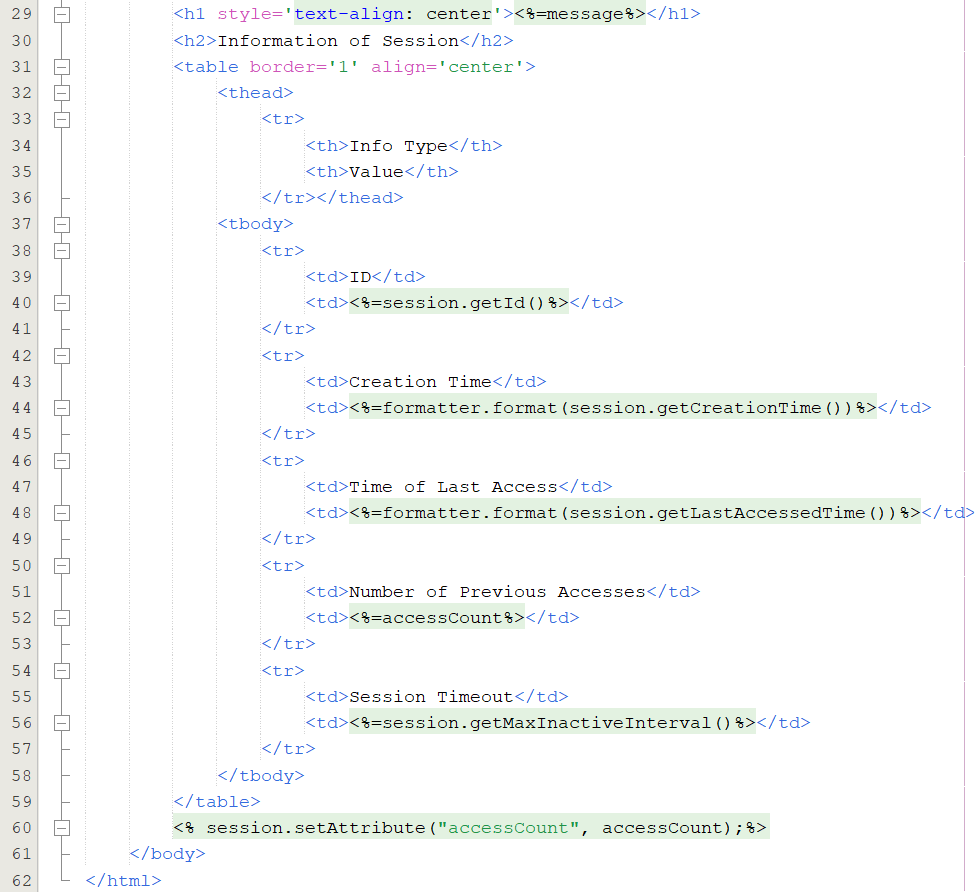 29 <h1 style='text-align: center'><%=message%></h1>
30 <h2>Information of Session</h2>
31 <table border='1' align='center'>
32 <thead>
33 <tr>
34 <th>Info Type</th>
35 <th>Value</th>
36 </tr></thead>
37 <tbody>
38 <tr>
39 <td>ID</td>
40 <td><%=session.getId()%></td>
41 </tr>
42 <tr>
43 <td>Creation Time</td>
44 <td><%=formatter.format(session.getCreationTime())%></td>
45 </tr>
46 <tr>
47 <td>Time of Last Access</td>
48 <td><%=formatter.format(session.getLastAccessedTime())%></td>
49 </tr>
50 <tr>
51 <td>Number of Previous Accesses</td>
52 <td><%=accessCount%></td>
53 </tr>
54 <tr>
55 <td>Session Timeout</td>
56 <td><%=session.getMaxInactiveInterval()%></td>
57 </tr>
58 </tbody>
59 </table>
60 <% session.setAttribute("accessCount", accessCount);%>
61 </body>
62 </html>